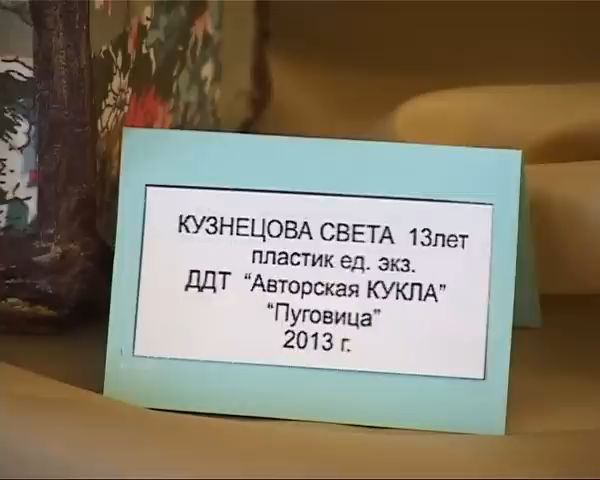 КУЗНЕЦОВА СВЕТА 13лет
пластик ед. экз.
ДДТ "Авторская КУКЛА"
"Пуговица"
2013 г.